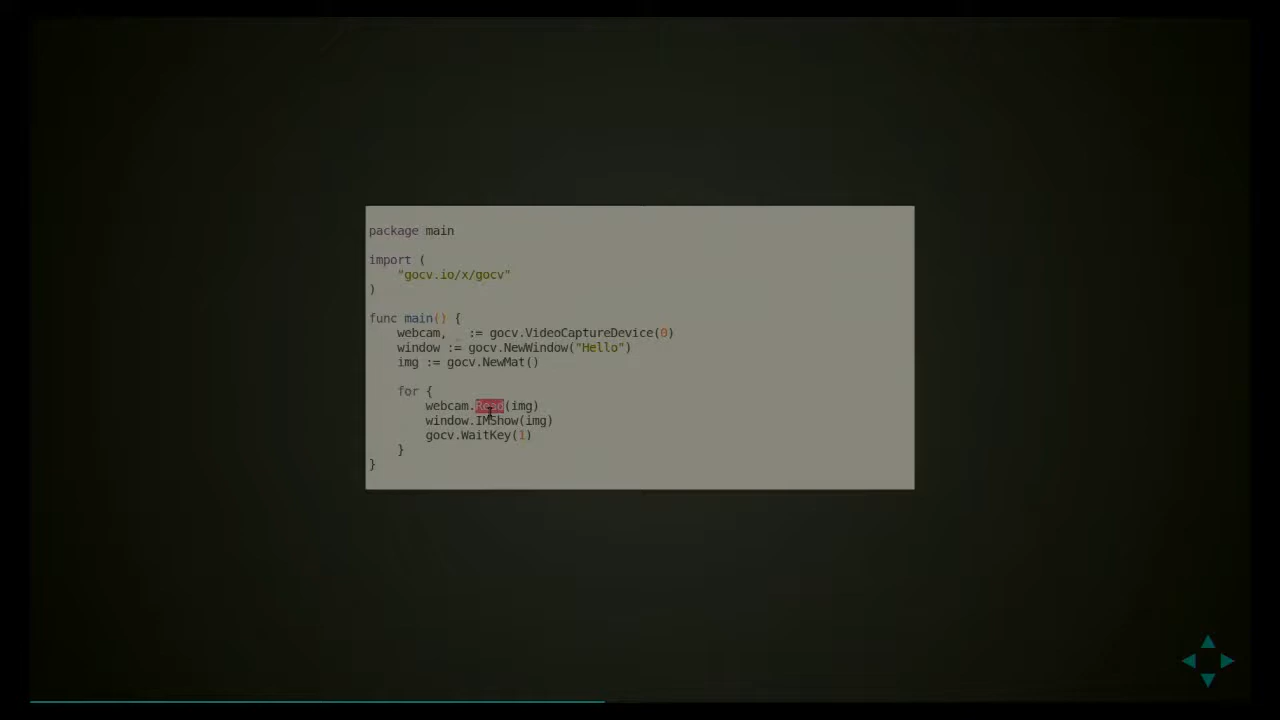 package main
import (
"gocv.io/x/gocv"
)
func main() {
webcam, _ := gocv.VideoCaptureDevice(0)
window := gocv.NewWindow("Hello")
img := gocv.NewMat()
for {
webcam.Read(img)
window.IMShow(img)
gocv.WaitKey(1)
}
}